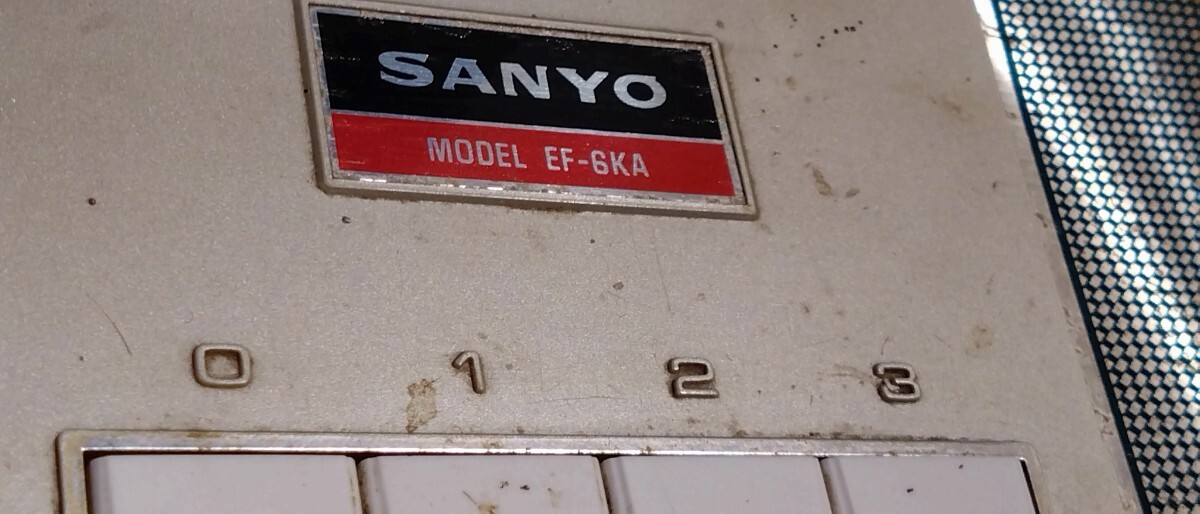 SANYO
MODEL EF-6KA
0 1 2 3